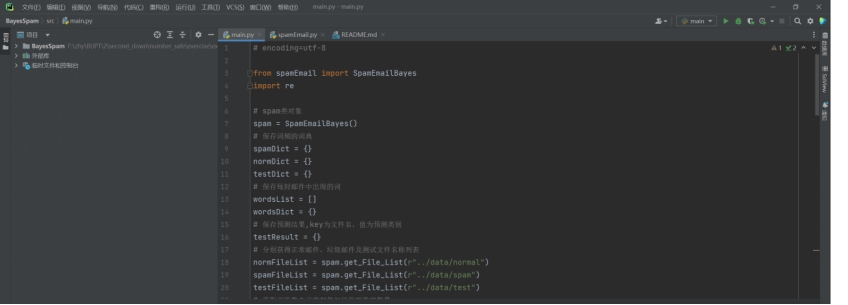 文件(F) 编辑(E) 视图(V) 导航(N) 代码(C) 重构(R) 运行(U) 工具(T) VCS(S) 窗口(W) 帮助(H) main.py - main.py
BayesSpam 〉 src 〉 main.py
main
项目
main.py × spamEmail.py × README.md ×
BayesSpam
外部库
临时文件和控制台
1 # encoding=utf-8
2
3 from spamEmail import SpamEmailBayes
4 import re
5
6 # spam类对象
7 spam = SpamEmailBayes()
8 # 保存词频的词典
9 spamDict = {}
10 normDict = {}
11 testDict = {}
12 # 保存每封邮件中出现的词
13 wordsList = []
14 wordsDict = {}
15 # 保存预测结果,key为文件名，值为预测类别
16 testResult = {}
17 # 分别获得正常邮件、垃圾邮件及测试文件名称列表
18 normFileList = spam.get_File_List(r"../data/normal")
19 spamFileList = spam.get_File_List(r"../data/spam")
20 testFileList = spam.get_File_List(r"../data/test")
1 2
数据库
SciView
通知